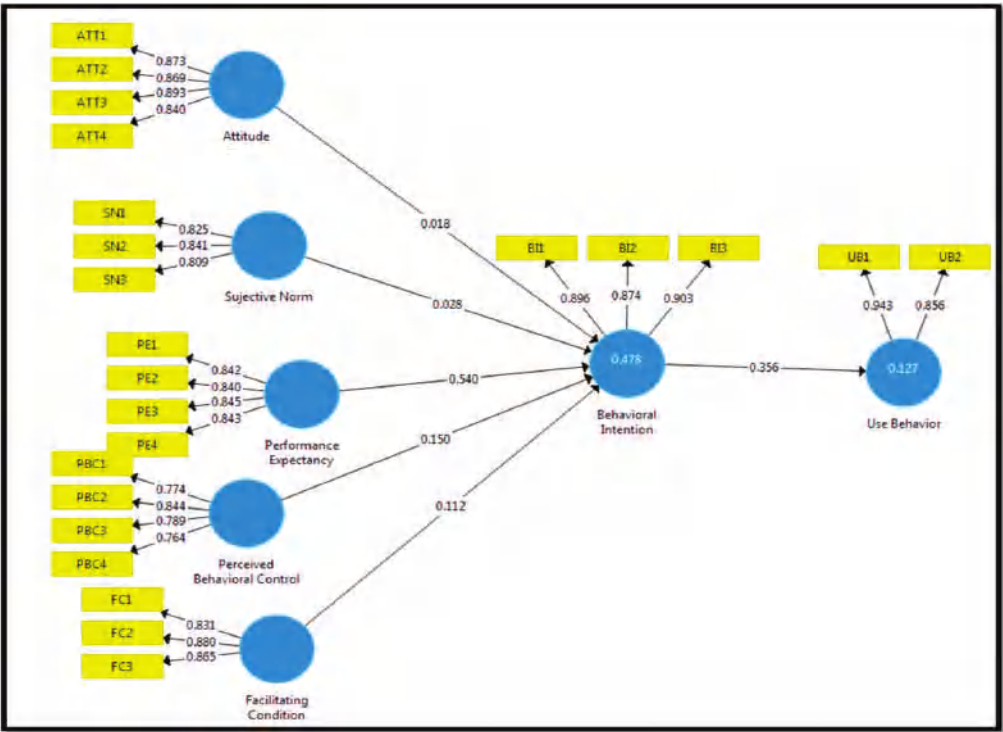 ATT1
ATT2
ATT3
ATT4
0.873
0.869
0.893
0.840
Attitude
0.018
SN1
SN2
SN3
0.825
0.841
0.809
Sujective Norm
0.028
PE1
PE2
PE3
PE4
0.842
0.840
0.845
0.843
Performance
Expectancy
0.540
PBC1
PBC2
PBC3
PBC4
0.774
0.844
0.789
0.764
Perceived
Behavioral Control
0.150
FC1
FC2
FC3
0.831
0.880
0.865
Facilitating
Condition
0.112
BI1
BI2
BI3
0.896
0.874
0.903
0.478
Behavioral
Intention
0.356
UB1
UB2
0.943
0.856
0.127
Use Behavior